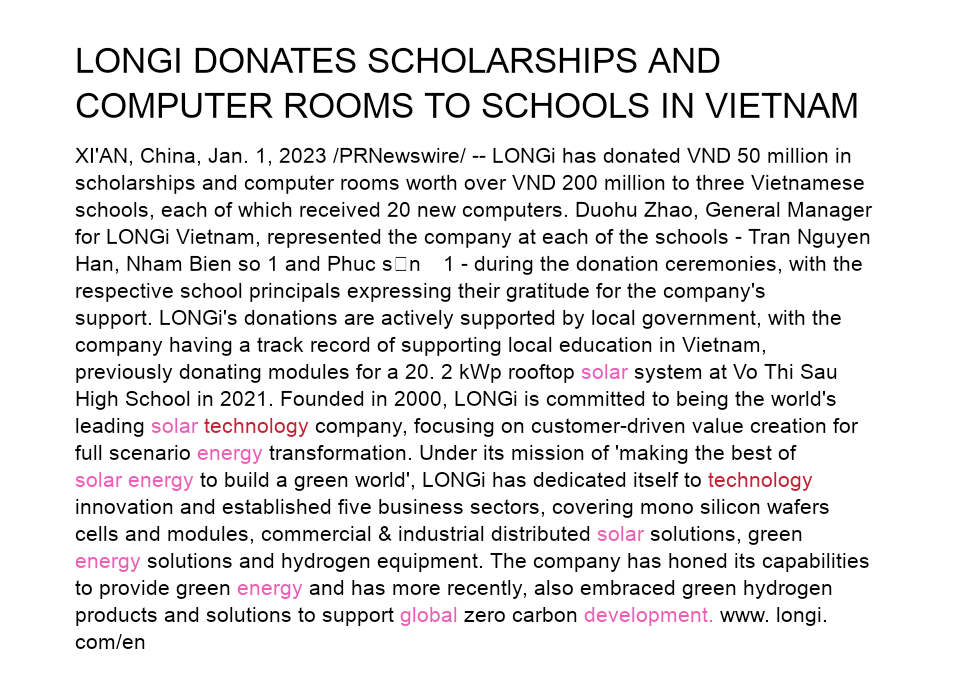 LONGI DONATES SCHOLARSHIPS AND
COMPUTER ROOMS TO SCHOOLS IN VIETNAM
XI'AN, China, Jan. 1, 2023 /PRNewswire/ -- LONGi has donated VND 50 million in
scholarships and computer rooms worth over VND 200 million to three Vietnamese
schools, each of which received 20 new computers. Duohu Zhao, General Manager
for LONGi Vietnam, represented the company at each of the schools - Tran Nguyen
Han, Nham Bien so 1 and Phuc s□n 1 - during the donation ceremonies, with the
respective school principals expressing their gratitude for the company's
support. LONGi's donations are actively supported by local government, with the
company having a track record of supporting local education in Vietnam,
previously donating modules for a 20. 2 kWp rooftop solar system at Vo Thi Sau
High School in 2021. Founded in 2000, LONGi is committed to being the world's
leading solar technology company, focusing on customer-driven value creation for
full scenario energy transformation. Under its mission of 'making the best of
solar energy to build a green world', LONGi has dedicated itself to technology
innovation and established five business sectors, covering mono silicon wafers
cells and modules, commercial & industrial distributed solar solutions, green
energy solutions and hydrogen equipment. The company has honed its capabilities
to provide green energy and has more recently, also embraced green hydrogen
products and solutions to support global zero carbon development. www. longi.
com/en